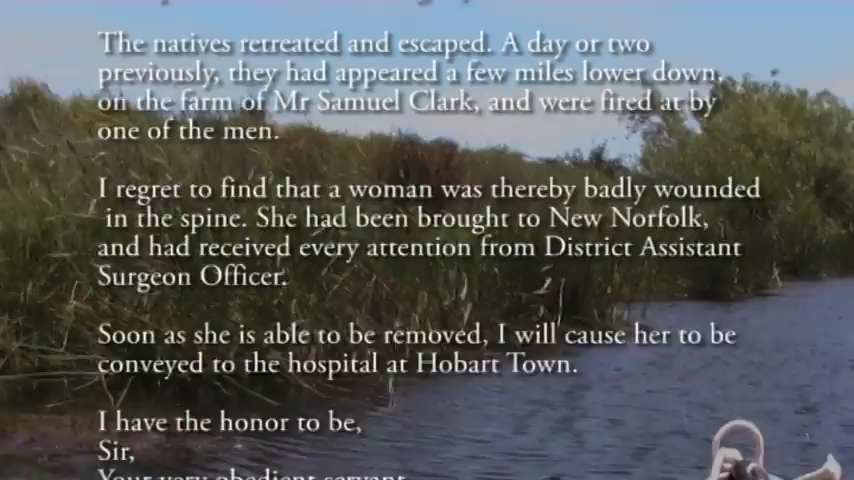 The natives retreated and escaped. A day or two
previously, they had appeared a few miles lower down,
on the farm of Mr Samuel Clark, and were fired at by
one of the men.
I regret to find that a woman was thereby badly wounded
in the spine. She had been brought to New Norfolk,
and had received every attention from District Assistant
Surgeon Officer.
Soon as she is able to be removed, I will cause her to be
conveyed to the hospital at Hobart Town.
I have the honor to be,
Sir,
Your very obedient servant